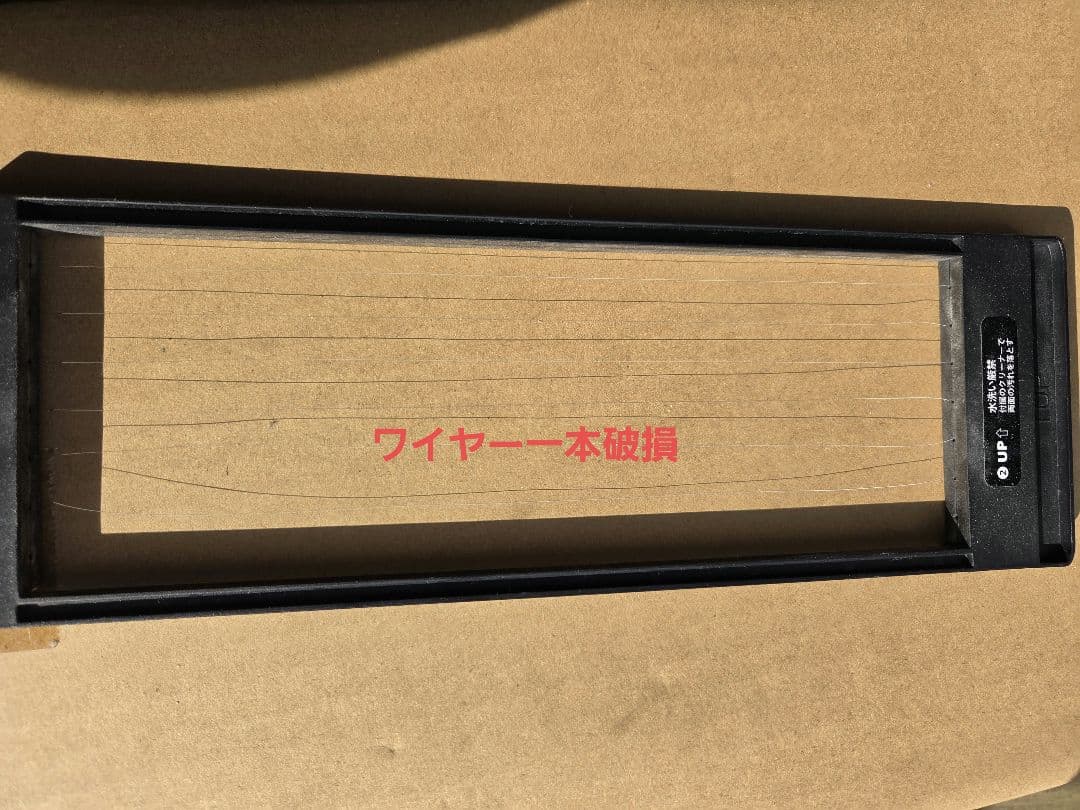 ワイヤー一本破損
水洗い厳禁
付属のクリーナーで
両面の汚れを落とす
② UP⇧